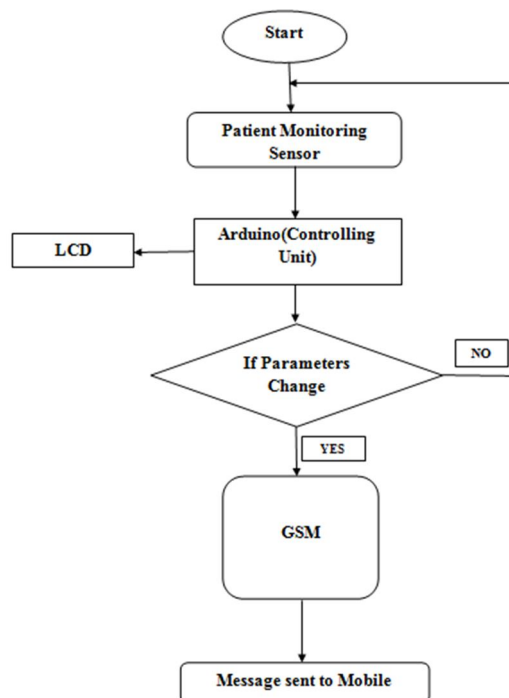 Start
Patient Monitoring
Sensor
Arduino(Controlling
Unit)
LCD
If Parameters
Change
NO
YES
GSM
Message sent to Mobile